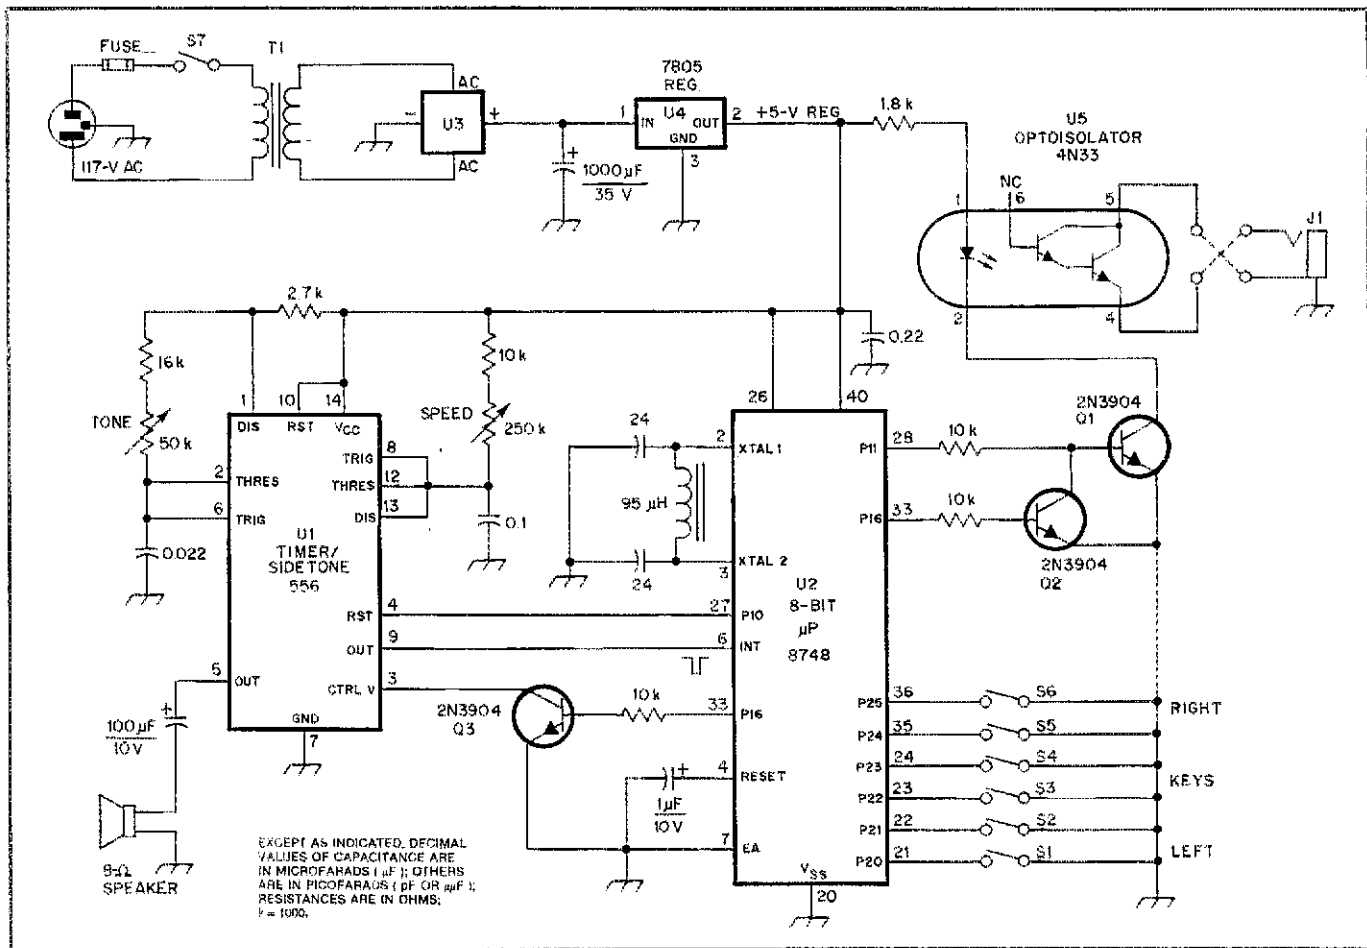 FUSE
S7
T1
117-V AC
AC
U3
-
+
AC
+
1000 µF
35 V
7805
REG.
U4
1
IN
OUT
2
GND
3
+5-V REG
1.8 k
U5
OPTOISOLATOR
4N33
NC
6
1
5
2
4
J1
2.7 k
16 k
TONE
50 k
0.022
10 k
SPEED
250 k
0.1
0.22
1
10
14
DIS
RST
VCC
8
TRIG
12
THRES
13
DIS
2
THRES
6
TRIG
U1
TIMER/
SIDETONE
556
4
RST
9
OUT
3
CTRL V
5
OUT
GND
7
+
100 µF
10 V
8-Ω
SPEAKER
24
95 µH
24
26
40
2
XTAL 1
3
XTAL 2
27
P10
6
INT
33
P16
4
RESET
7
EA
U2
8-BIT
µP
8748
VSS
20
2N3904
Q3
10 k
+
1 µF
10 V
P11
28
10 k
P16
33
10 k
2N3904
Q1
2N3904
Q2
P25
36
S6
RIGHT
P24
35
S5
P23
24
S4
KEYS
P22
23
S3
P21
22
S2
LEFT
P20
21
S1
EXCEPT AS INDICATED, DECIMAL
VALUES OF CAPACITANCE ARE
IN MICROFARADS ( µF ); OTHERS
ARE IN PICOFARADS ( pF OR µµF );
RESISTANCES ARE IN OHMS;
k = 1000.